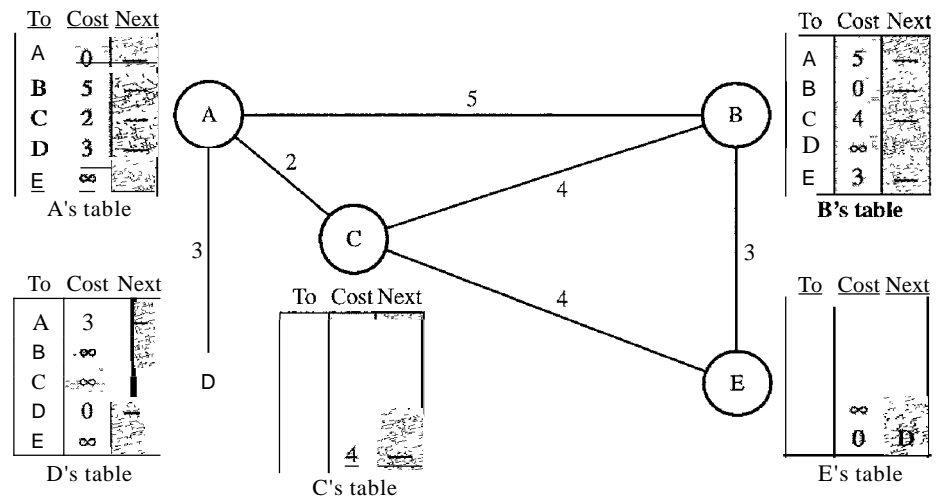 To Cost Next
A 0 —
B 5 —
C 2 —
D 3 —
E ∞
A's table
To Cost Next
A 5 —
B 0 —
C 4 —
D ∞
E 3 —
B's table
A
5
B
2
4
C
3
3
4
D
E
To Cost Next
A 3 —
B ∞
C ∞
D 0 —
E ∞
D's table
To Cost Next
4 —
C's table
To Cost Next
∞
0 D
E's table